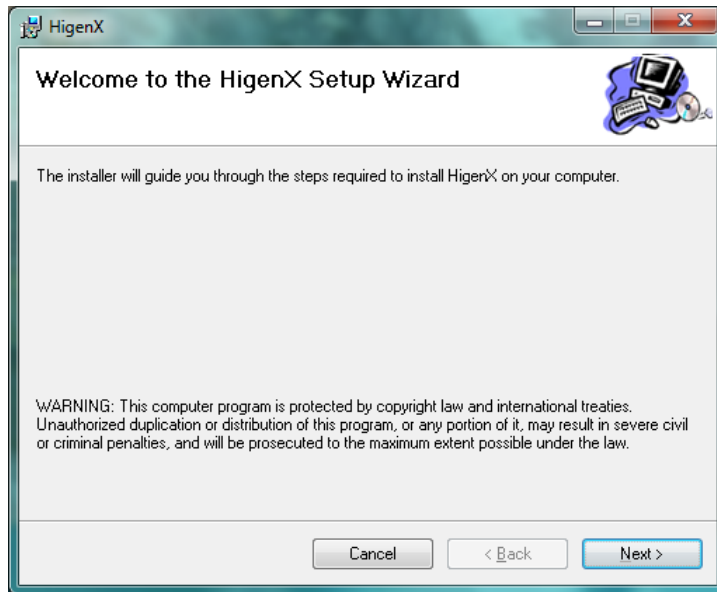 HigenX
Welcome to the HigenX Setup Wizard
The installer will guide you through the steps required to install HigenX on your computer.
WARNING: This computer program is protected by copyright law and international treaties.
Unauthorized duplication or distribution of this program, or any portion of it, may result in severe civil
or criminal penalties, and will be prosecuted to the maximum extent possible under the law.
Cancel
< Back
Next >